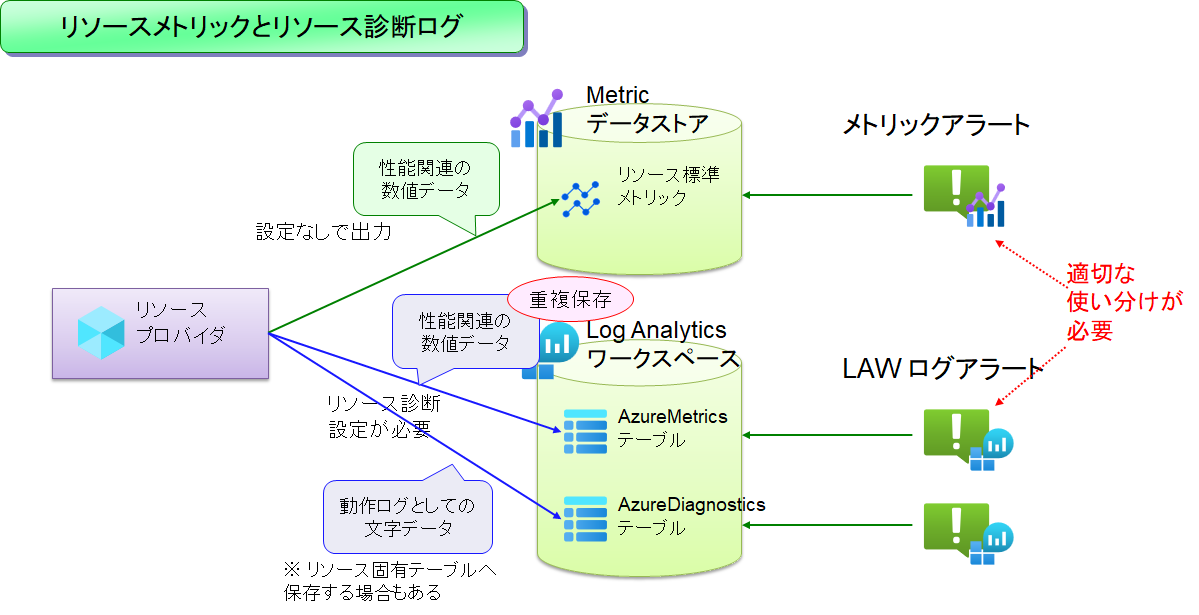 リソースメトリックとリソース診断ログ
Metric
データストア
リソース標準
メトリック
メトリックアラート
性能関連の
数値データ
設定なしで出力
リソース
プロバイダ
重複保存
性能関連の
数値データ
Log Analytics
ワークスペース
適切な
使い分けが
必要
LAW ログアラート
リソース診断
設定が必要
AzureMetrics
テーブル
動作ログとしての
文字データ
AzureDiagnostics
テーブル
※ リソース固有テーブルへ
保存する場合もある